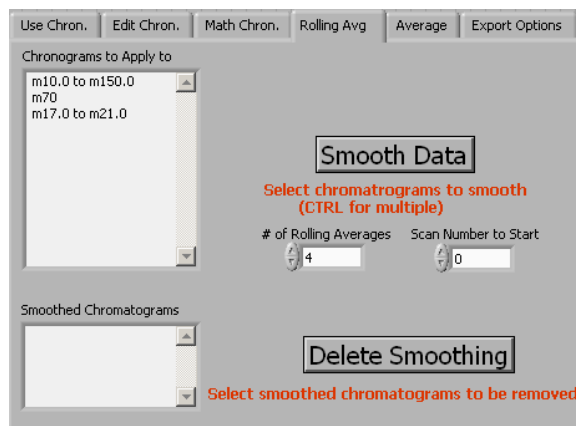 Use Chron. Edit Chron. Math Chron. Rolling Avg Average Export Options
Chronograms to Apply to
m10.0 to m150.0
m70
m17.0 to m21.0
Smooth Data
Select chromatrograms to smooth
(CTRL for multiple)
# of Rolling Averages Scan Number to Start
4 0
Smoothed Chromatograms
Delete Smoothing
Select smoothed chromatograms to be removed